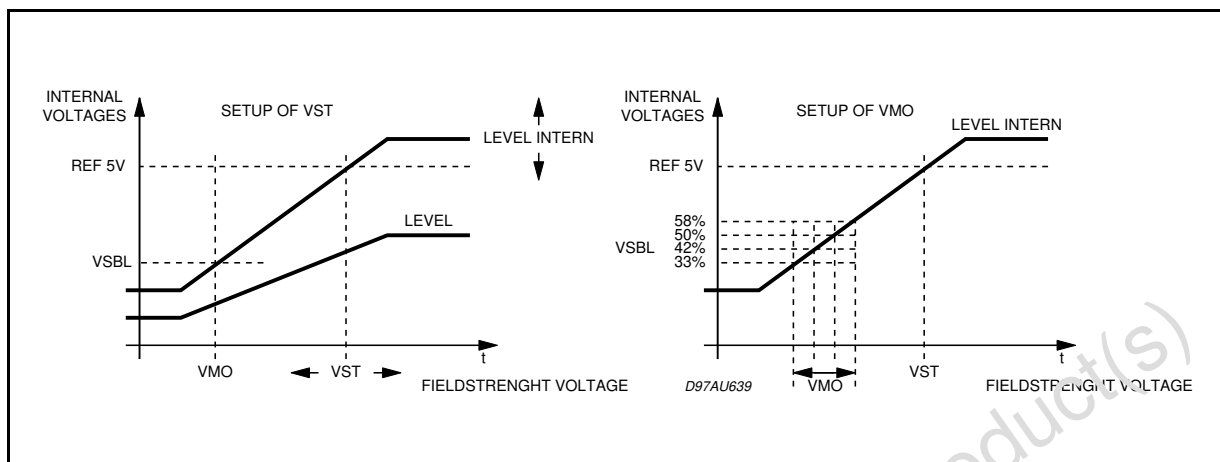 INTERNAL
VOLTAGES
SETUP OF VST
LEVEL INTERN
REF 5V
LEVEL
VSBL
t
VMO
VST
FIELDSTRENGHT VOLTAGE
INTERNAL
VOLTAGES
SETUP OF VMO
LEVEL INTERN
REF 5V
58%
50%
VSBL
42%
33%
t
D97AU639
VMO
VST
FIELDSTRENGHT VOLTAGE
oduct(s)